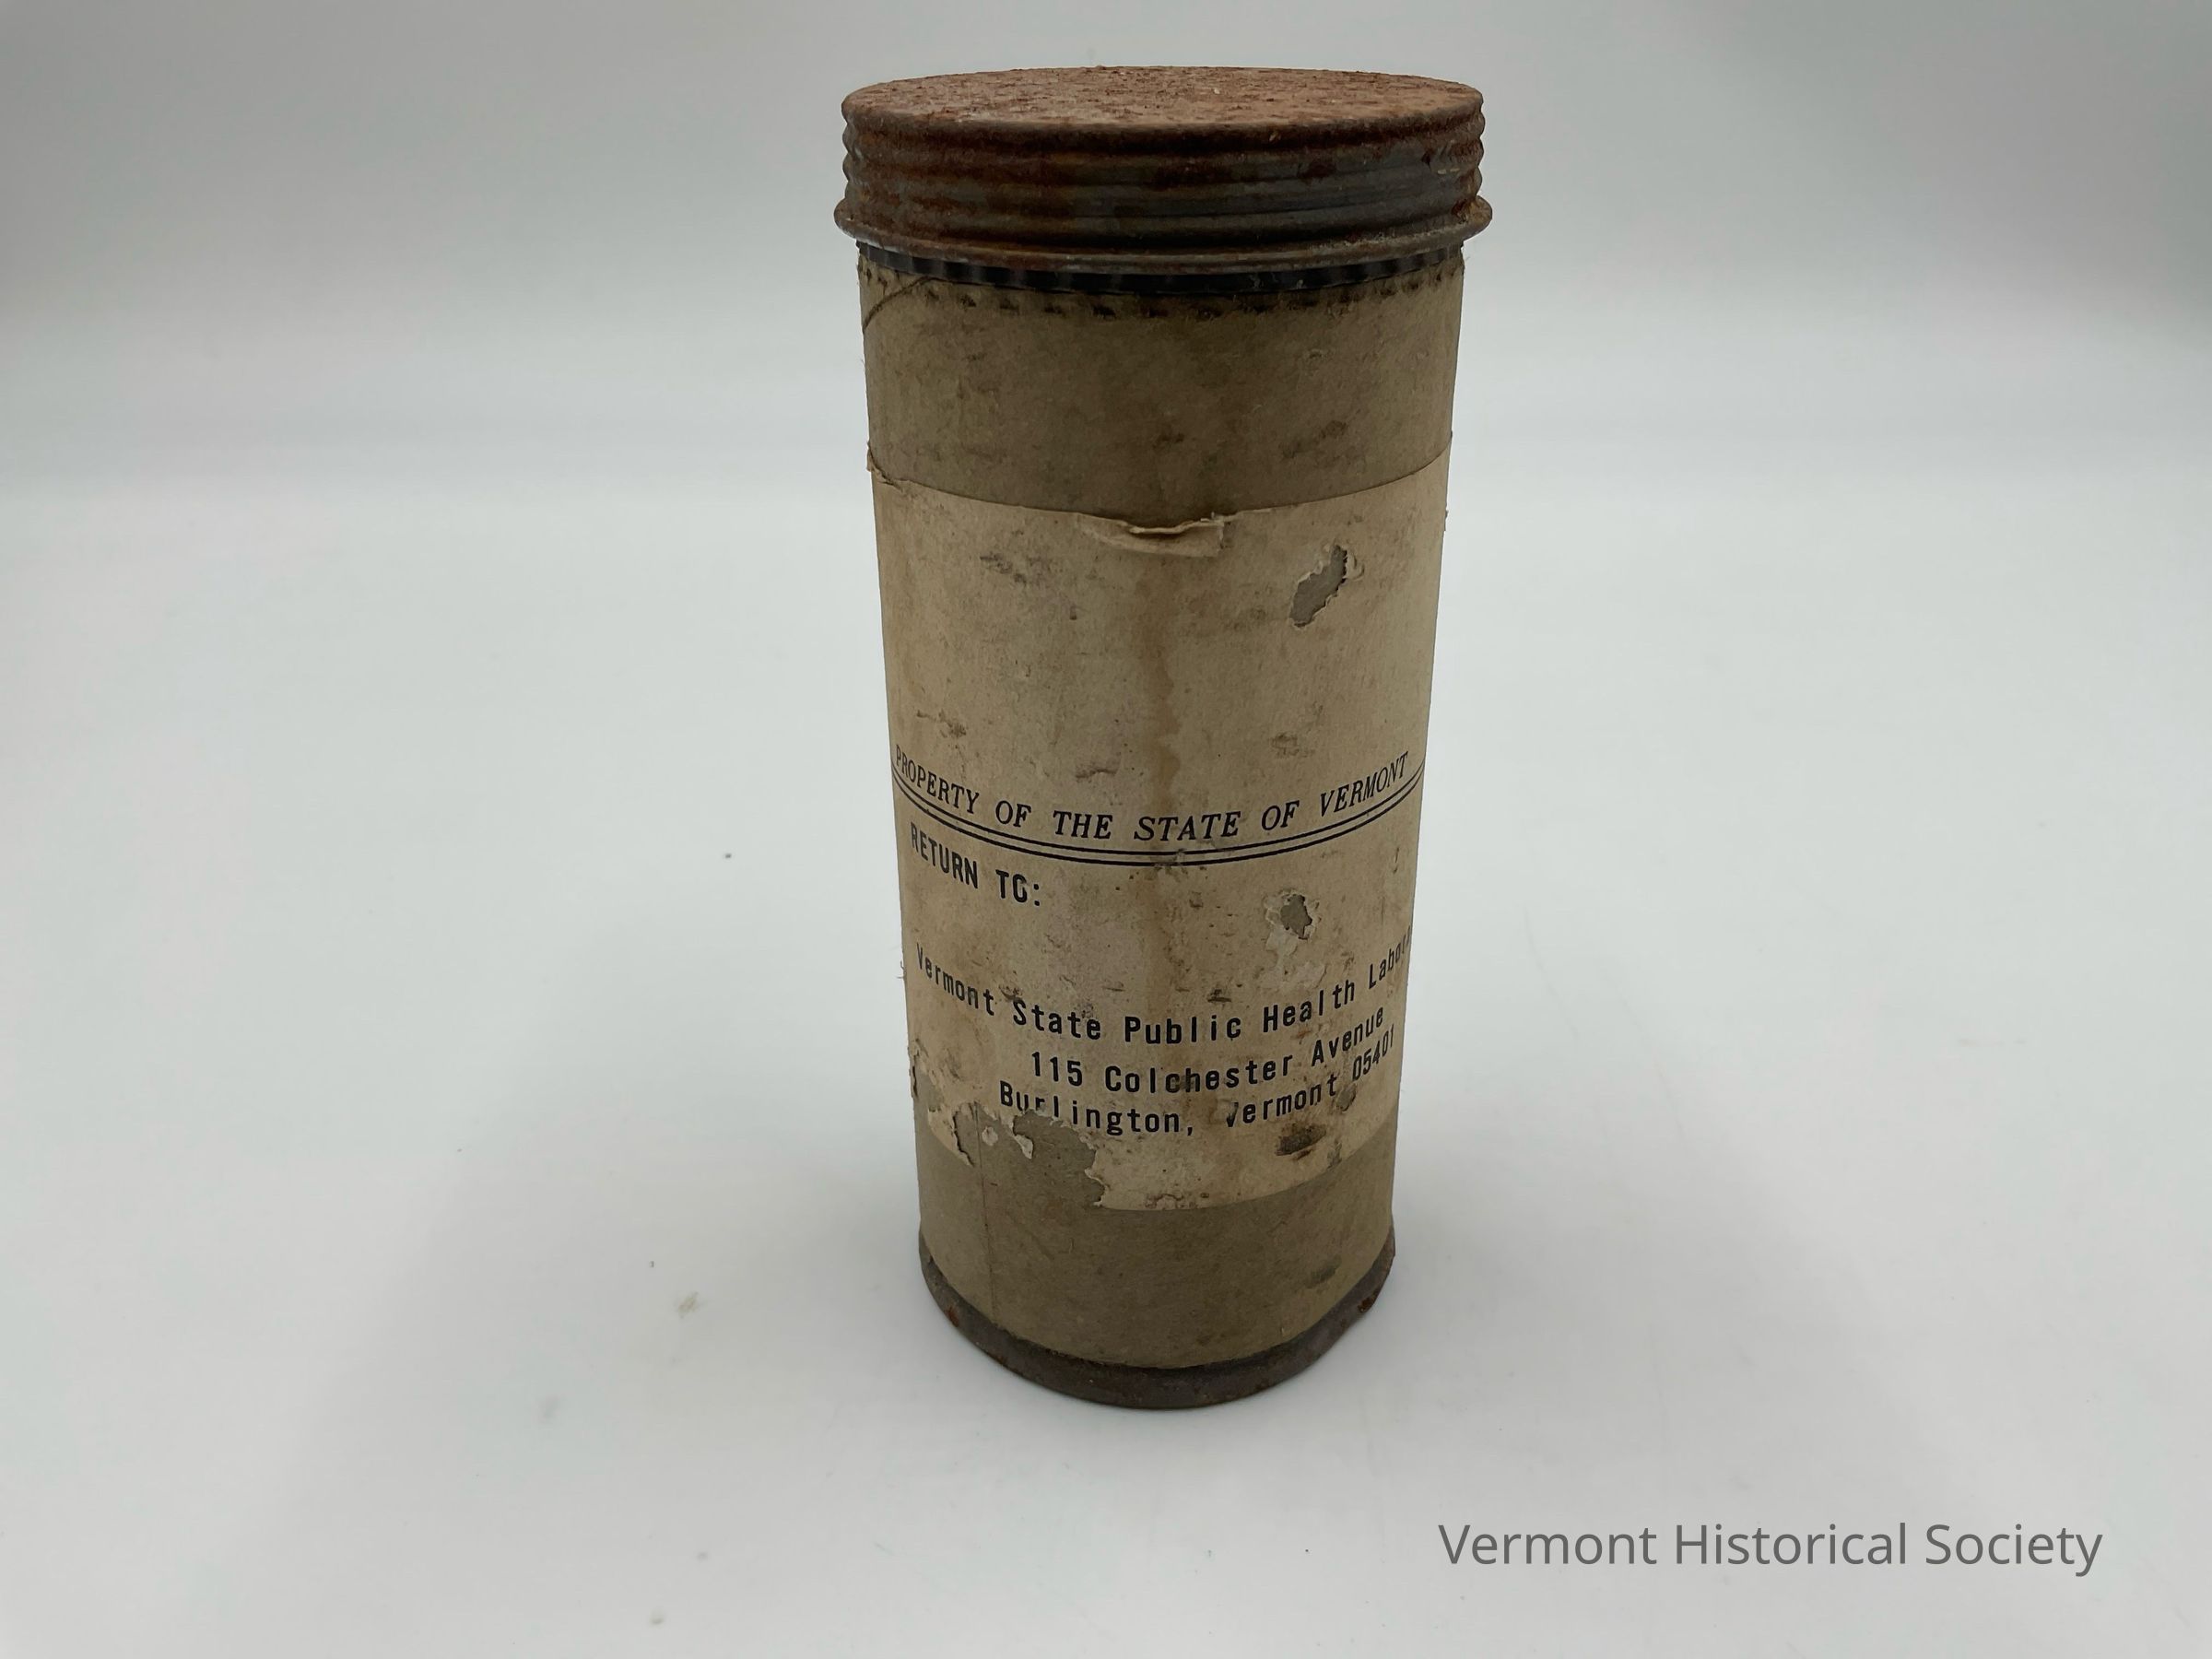 PROPERTY OF THE STATE OF VERMONT
RETURN TO:
Vermont State Public Health
115 Colchester Avenue
Burlington, Vermont 05401
Vermont Historical Society